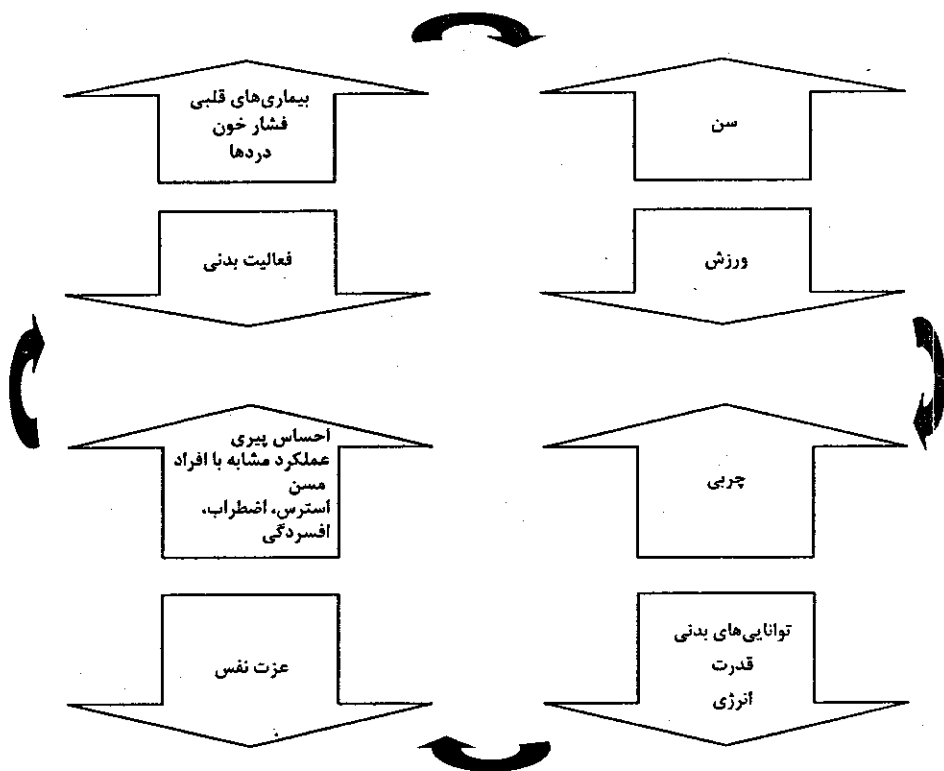 سن
بیماری‌های قلبی
فشار خون
دردها
ورزش
فعالیت بدنی
چربی
احساس پیری
عملکرد مشابه با افراد
مسن
استرس، اضطراب،
افسردگی
توانایی‌های بدنی
قدرت
انرژی
عزت نفس